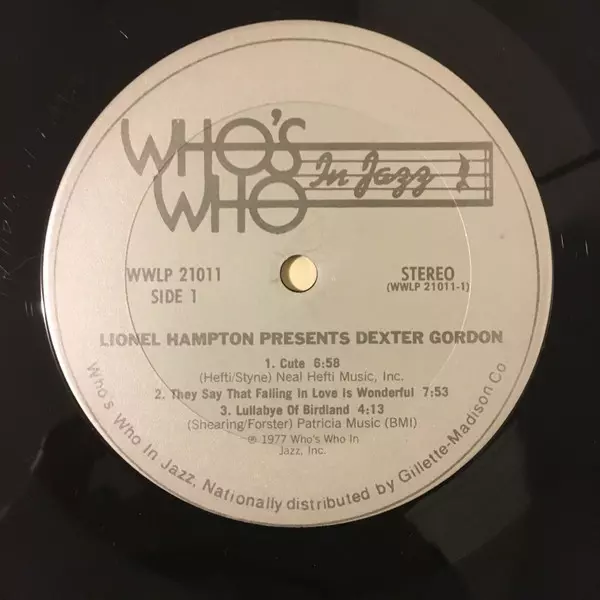 WHO'S
WHO
In Jazz
WWLP 21011
SIDE 1
STEREO
(WWLP 21011-1)
LIONEL HAMPTON PRESENTS DEXTER GORDON
1. Cute 6:58
(Hefti/Styne) Neal Hefti Music, Inc.
2. They Say That Falling In Love Is Wonderful 7:53
3. Lullabye Of Birdland 4:13
(Shearing/Forster) Patricia Music (BMI)
℗ 1977 Who's Who In
Jazz, Inc.
Who's Who In Jazz, Nationally distributed by Gillette-Madison Co